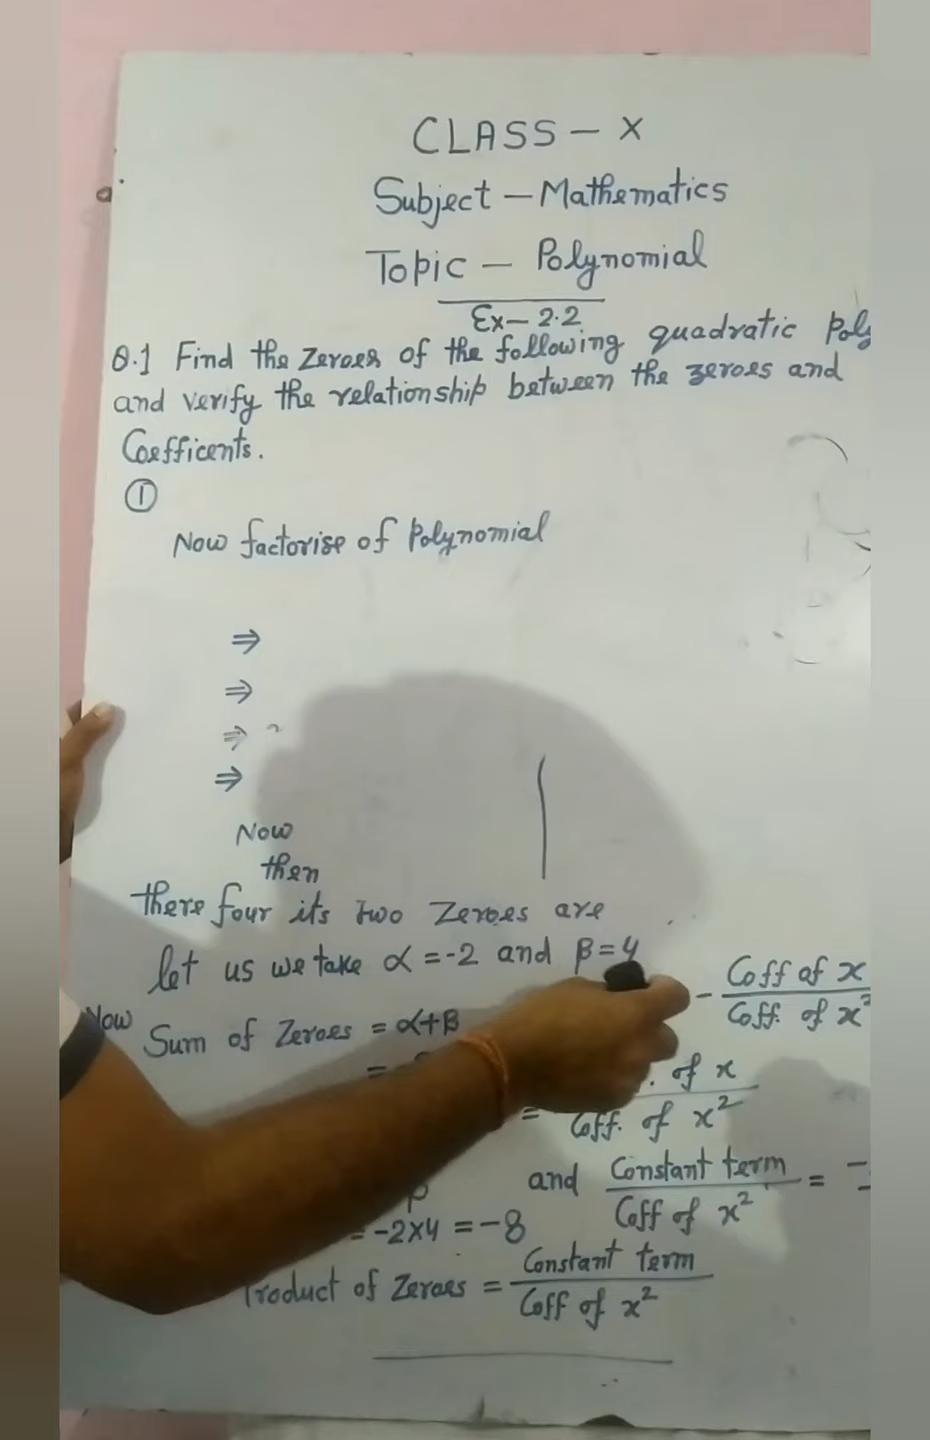 CLASS - X
Subject - Mathematics
Topic - Polynomial
Ex- 2.2
Q.1 Find the Zeroes of the following quadratic Poly
and verify the relationship between the zeroes and
Coefficents.
①
Now factorise of Polynomial
⇒
⇒
⇒
⇒
Now
then
there four its two Zeroes are
let us we take α = -2 and β = 4
Now Sum of Zeroes = α+β
- Coff of x / Coff. of x²
=
. of x
= / Coff. of x²
and Constant term / Coff of x² = -
= -2×4 = -8
Product of Zeroes = Constant term / Coff of x²